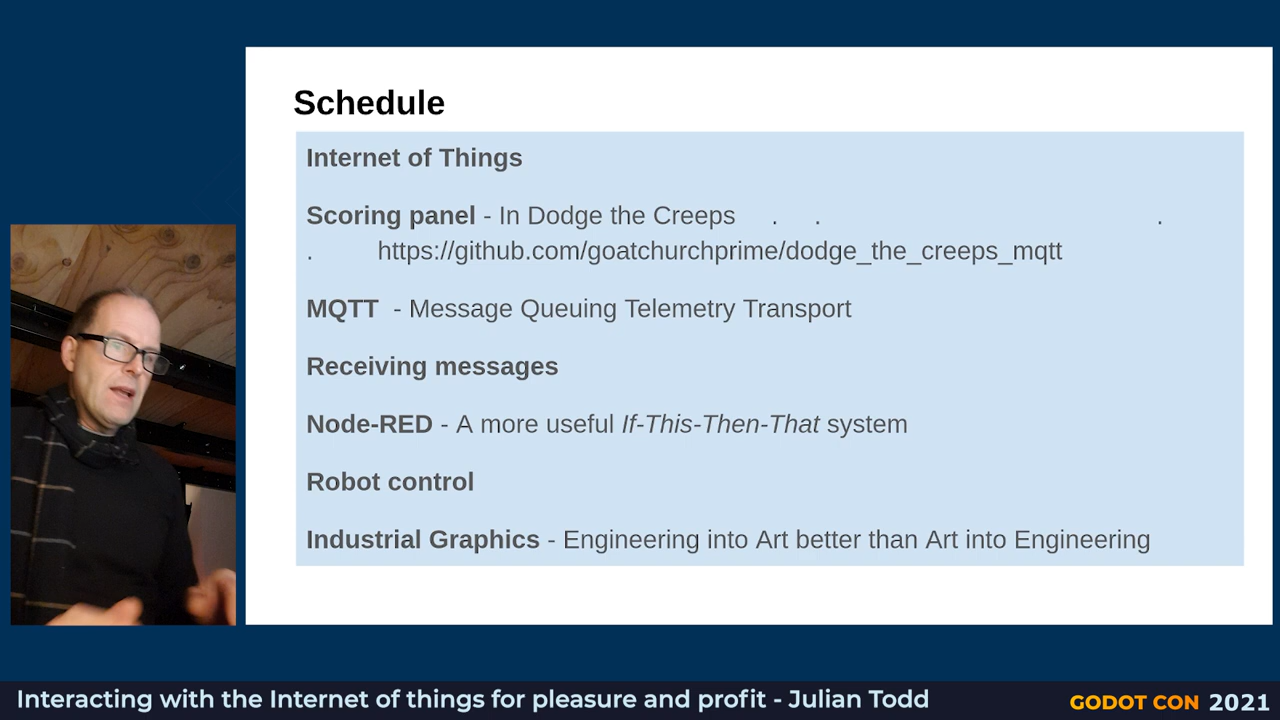 Schedule
Internet of Things
Scoring panel - In Dodge the Creeps . . .
. https://github.com/goatchurchprime/dodge_the_creeps_mqtt
MQTT - Message Queuing Telemetry Transport
Receiving messages
Node-RED - A more useful If-This-Then-That system
Robot control
Industrial Graphics - Engineering into Art better than Art into Engineering
Interacting with the Internet of things for pleasure and profit - Julian Todd
GODOT CON 2021